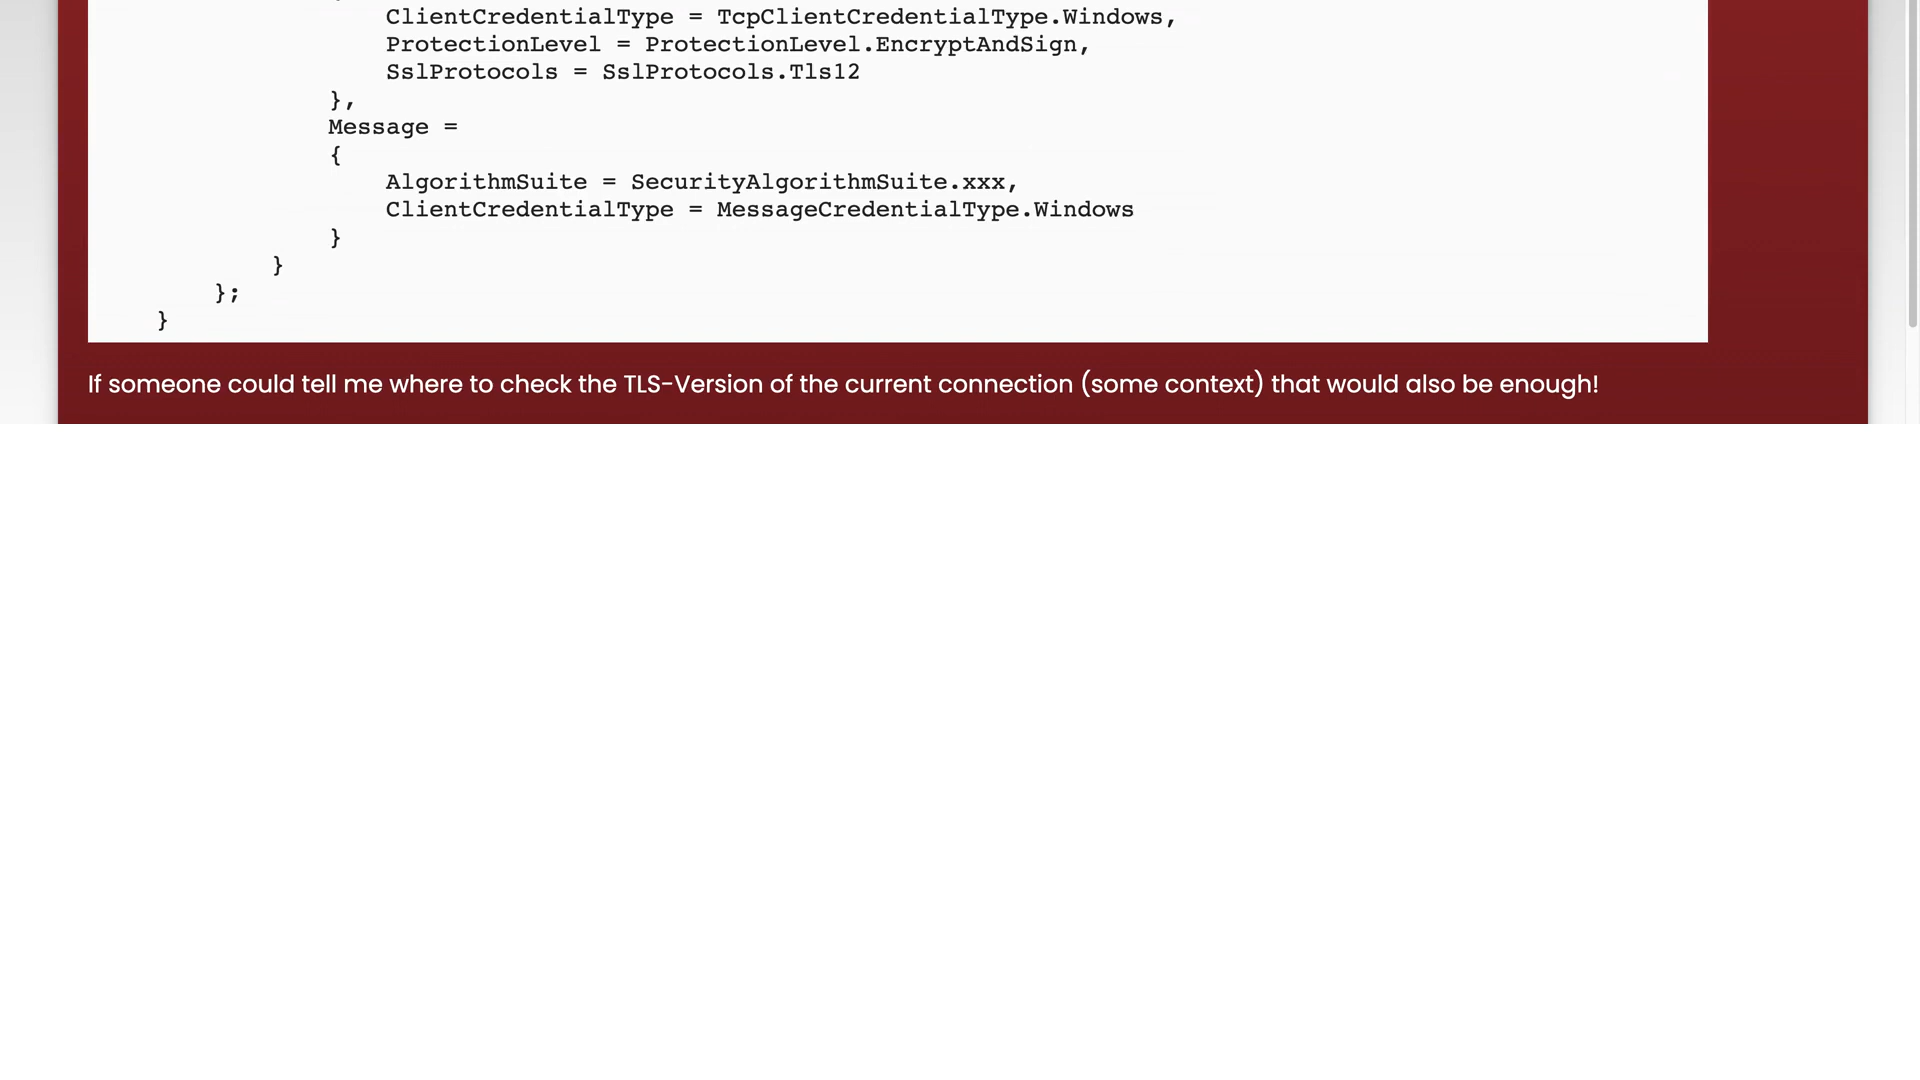 ClientCredentialType = TcpClientCredentialType.Windows,
ProtectionLevel = ProtectionLevel.EncryptAndSign,
SslProtocols = SslProtocols.Tls12
},
Message =
{
AlgorithmSuite = SecurityAlgorithmSuite.xxx,
ClientCredentialType = MessageCredentialType.Windows
}
}
};
}
If someone could tell me where to check the TLS-Version of the current connection (some context) that would also be enough!